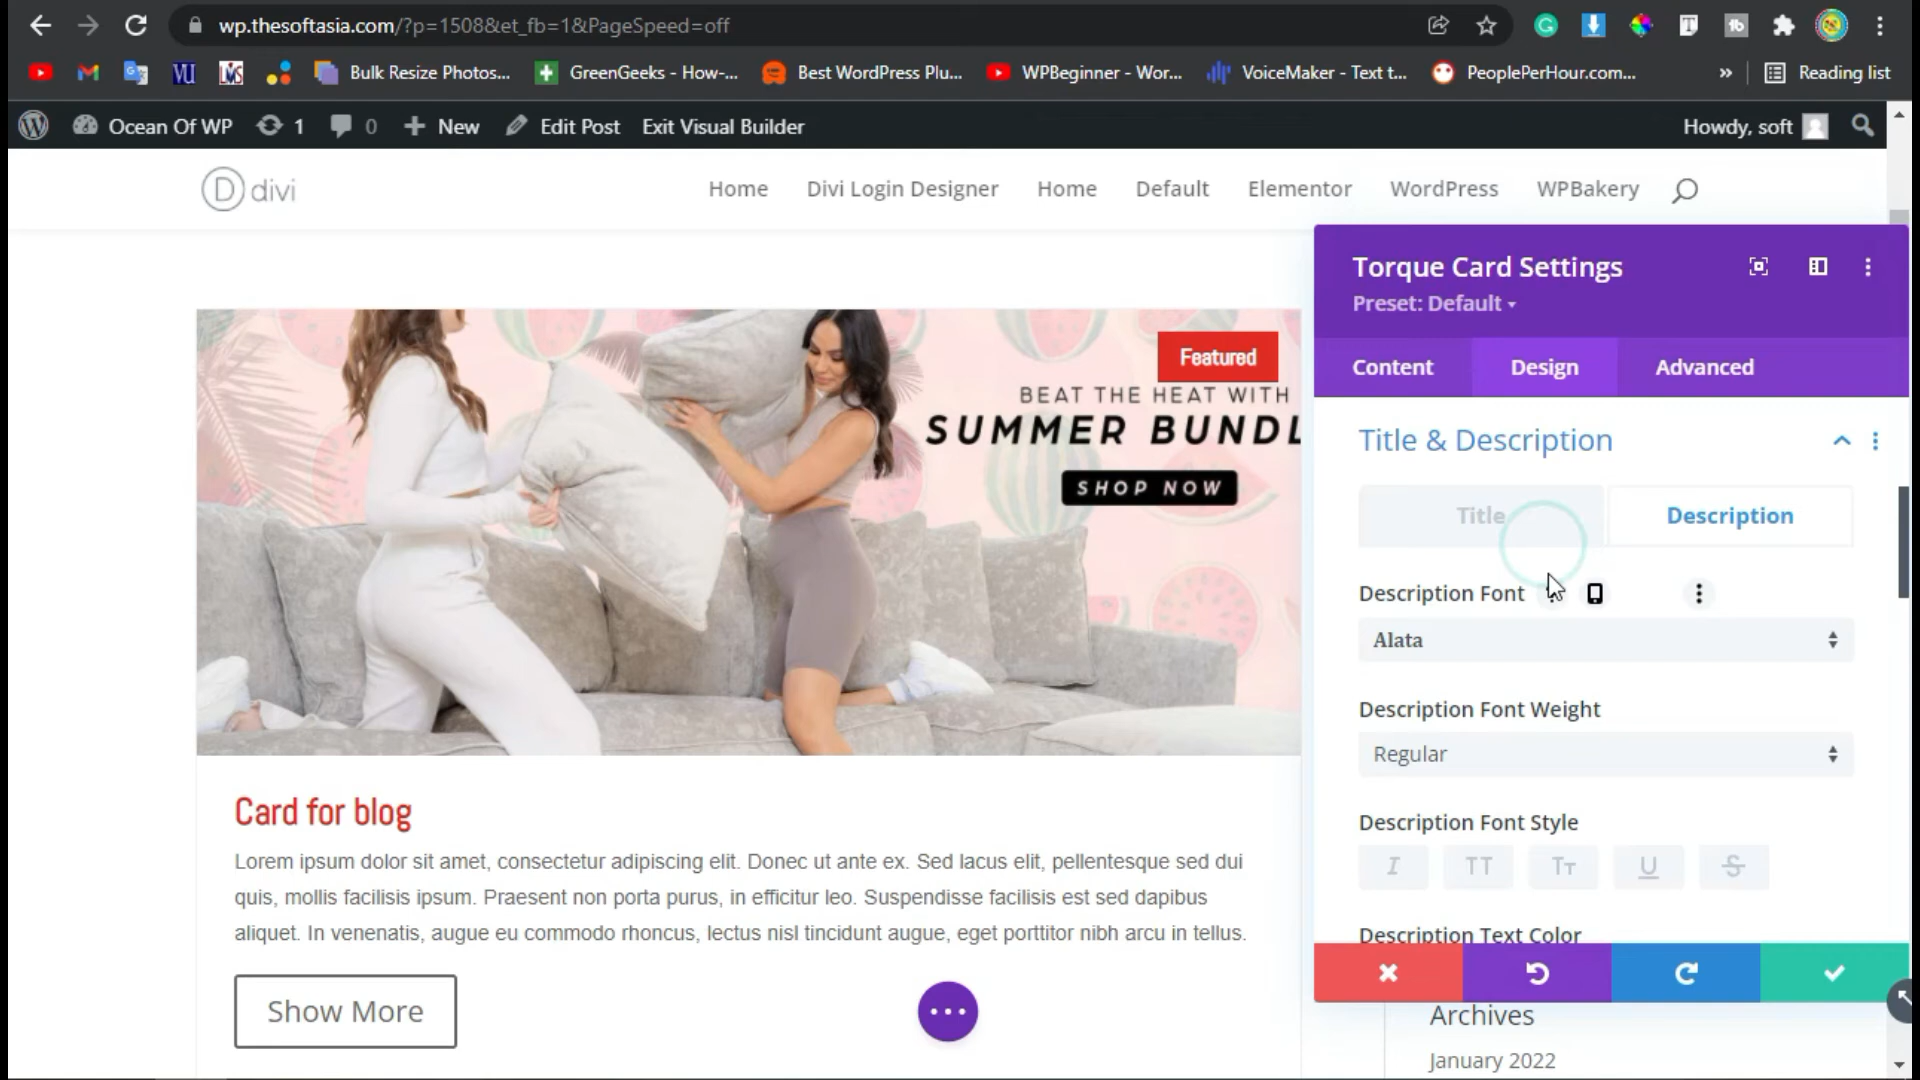 wp.thesoftasia.com/?p=1508&et_fb=1&PageSpeed=off
Bulk Resize Photos...
GreenGeeks - How-...
Best WordPress Plu...
WPBeginner - Wor...
VoiceMaker - Text t...
PeoplePerHour.com...
»
Reading list
Ocean Of WP
1
0
New
Edit Post
Exit Visual Builder
Howdy, soft
D divi
Home
Divi Login Designer
Home
Default
Elementor
WordPress
WPBakery
Featured
BEAT THE HEAT WITH
SUMMER BUNDL
SHOP NOW
Card for blog
Lorem ipsum dolor sit amet, consectetur adipiscing elit. Donec ut ante ex. Sed lacus elit, pellentesque sed dui
quis, mollis facilisis ipsum. Praesent non porta purus, in efficitur leo. Suspendisse facilisis est sed dapibus
aliquet. In venenatis, augue eu commodo rhoncus, lectus nisl tincidunt augue, eget porttitor nibh arcu in tellus.
Show More
Torque Card Settings
Preset: Default
Content
Design
Advanced
Title & Description
Title
Description
Description Font
Alata
Description Font Weight
Regular
Description Font Style
I TT Tт U S
Description Text Color
Archives
January 2022